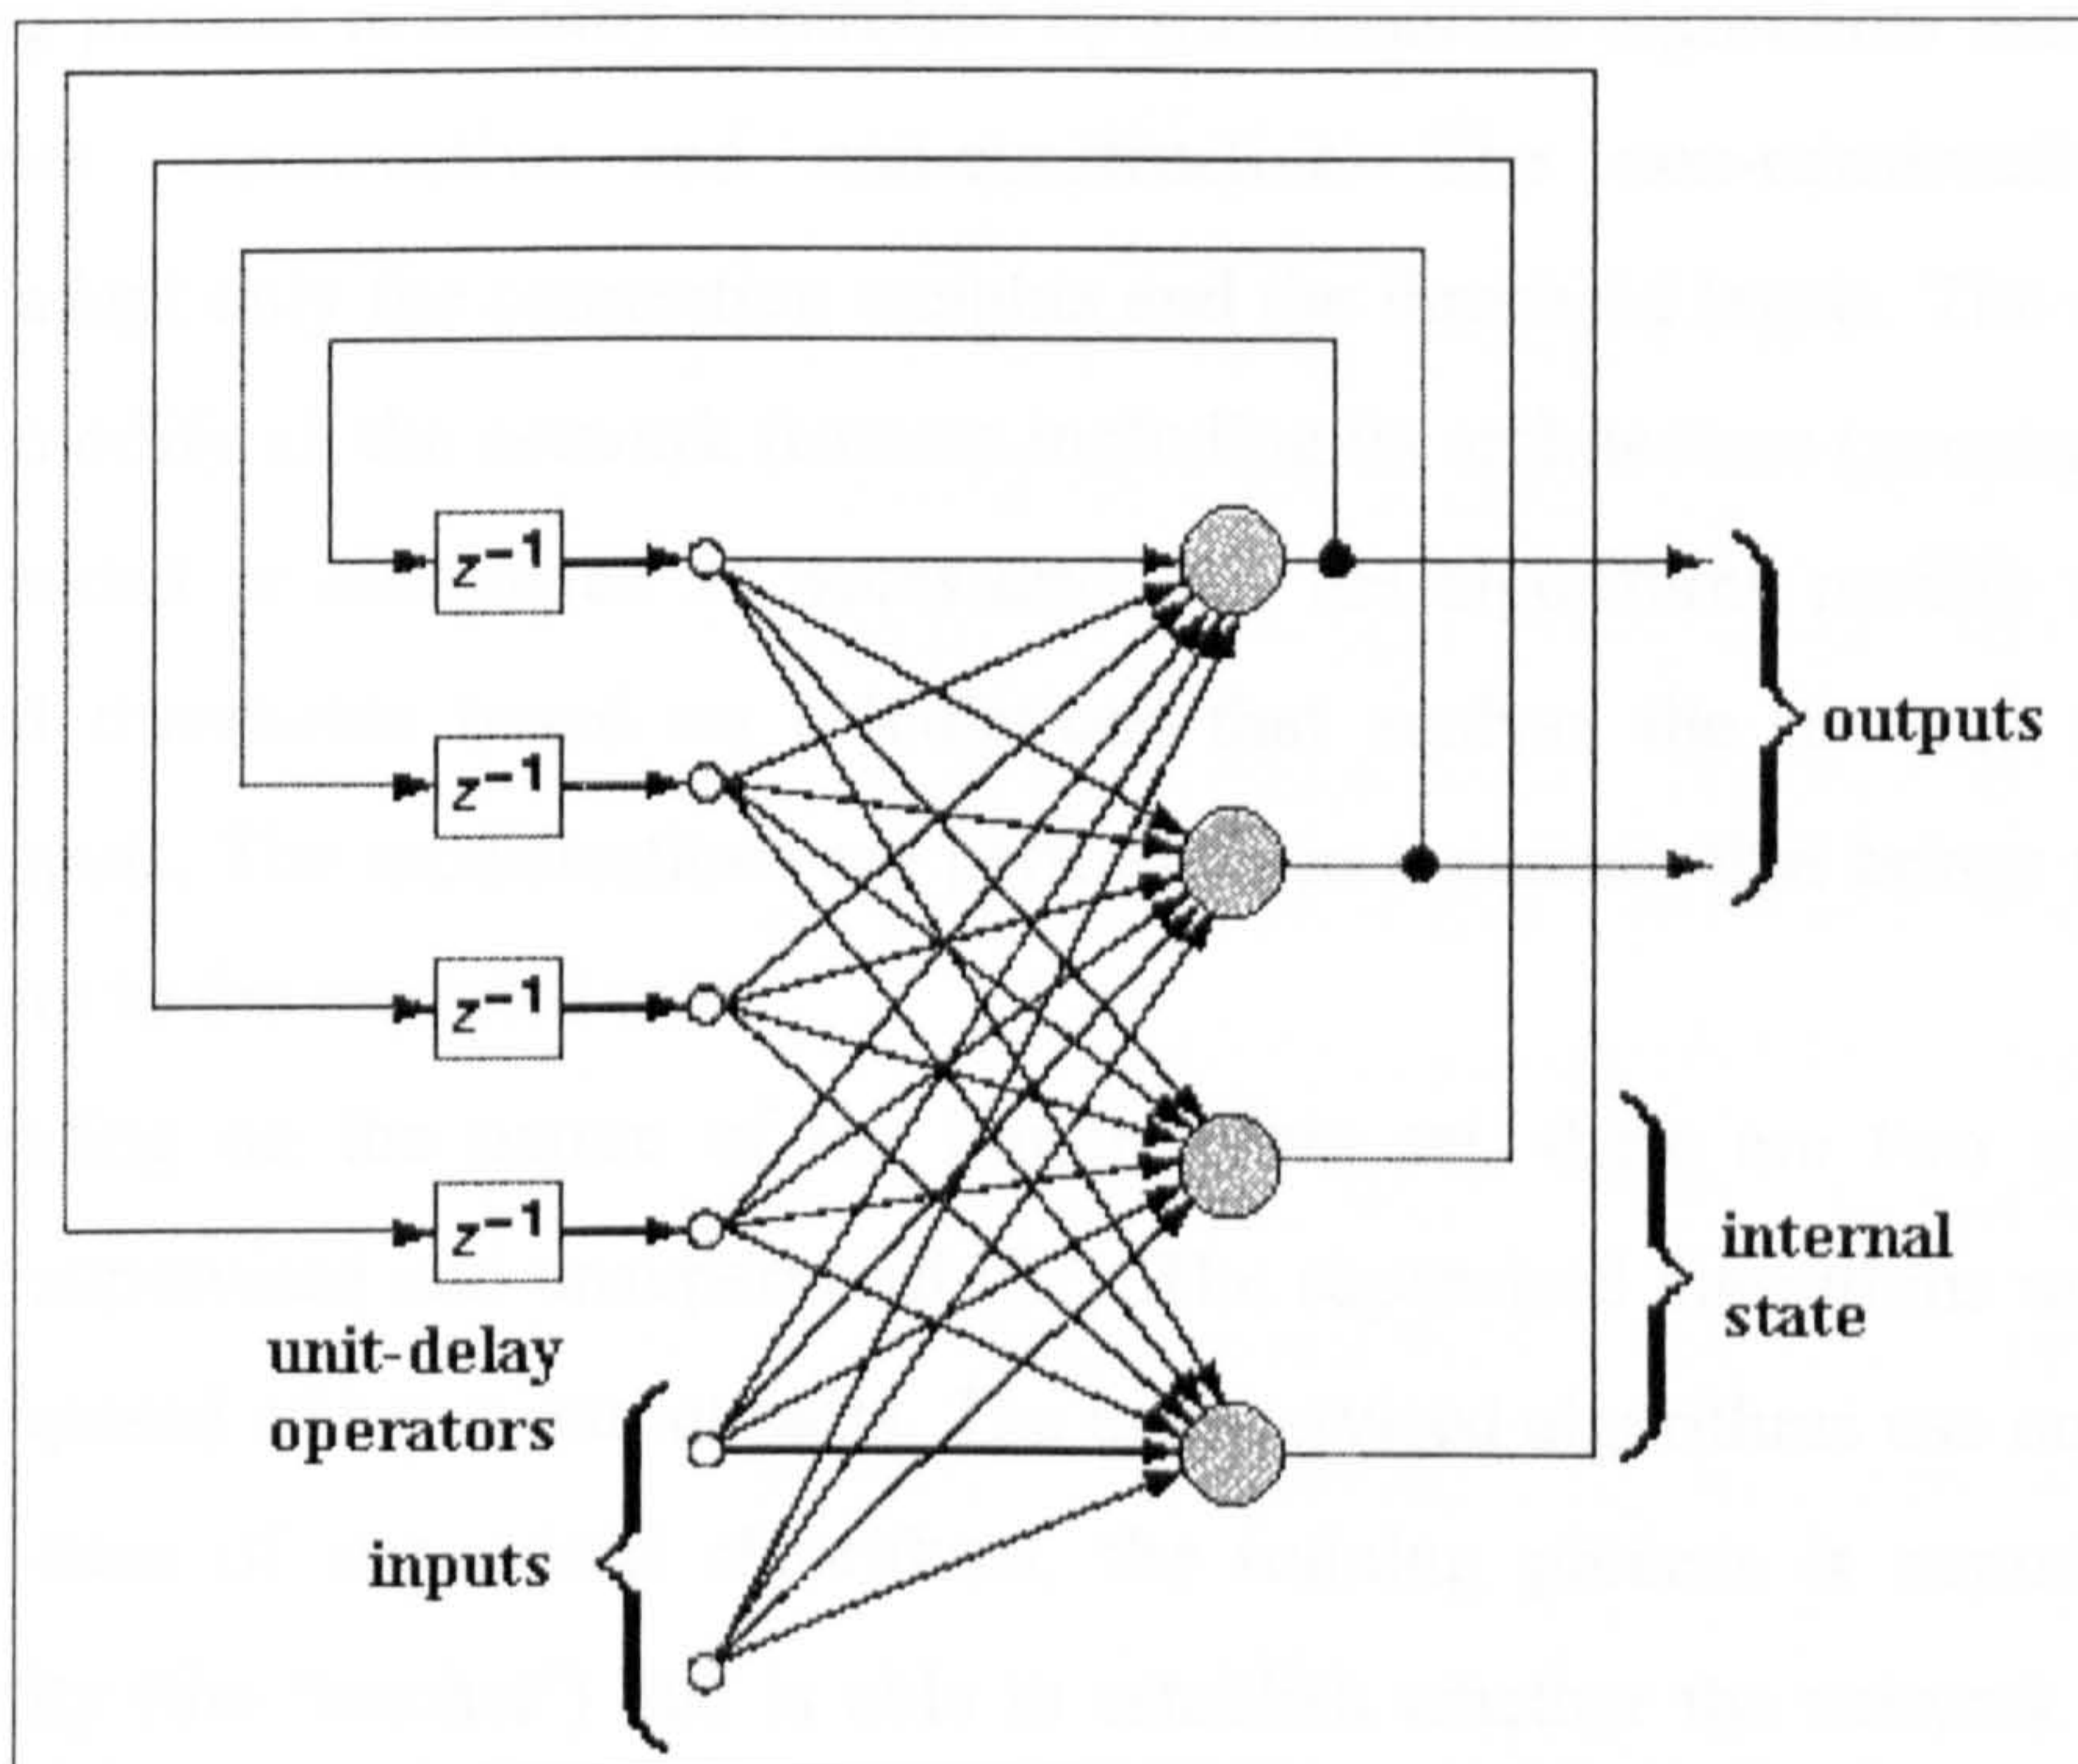 z⁻¹
z⁻¹
outputs
z⁻¹
z⁻¹
internal
state
unit-delay
operators
inputs